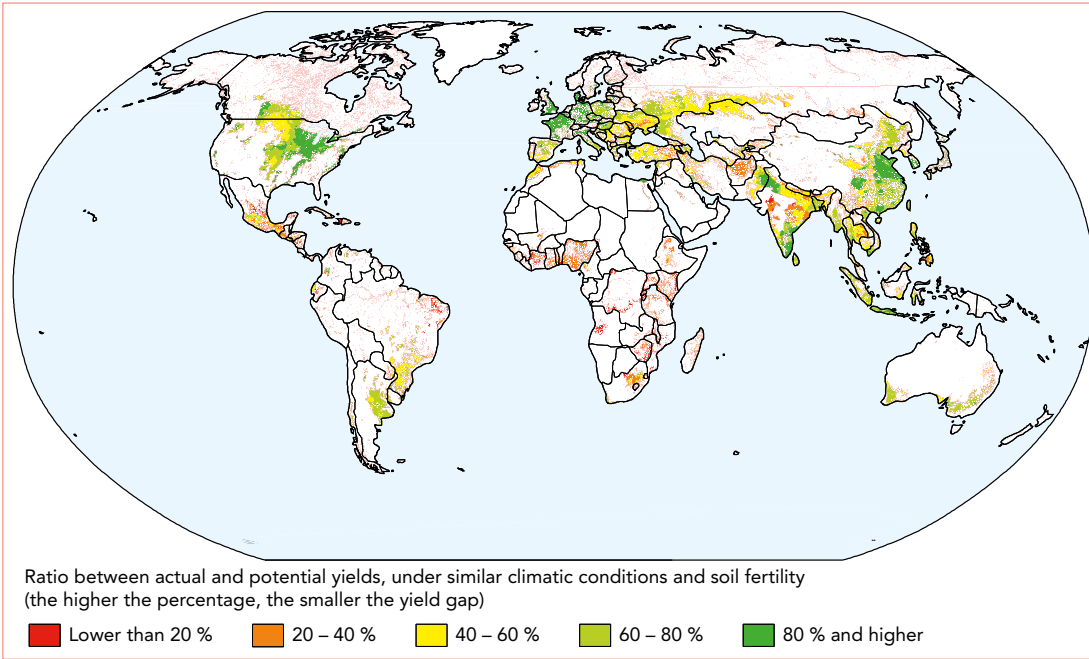 Ratio between actual and potential yields, under similar climatic conditions and soil fertility
(the higher the percentage, the smaller the yield gap)
Lower than 20 % 20 – 40 % 40 – 60 % 60 – 80 % 80 % and higher